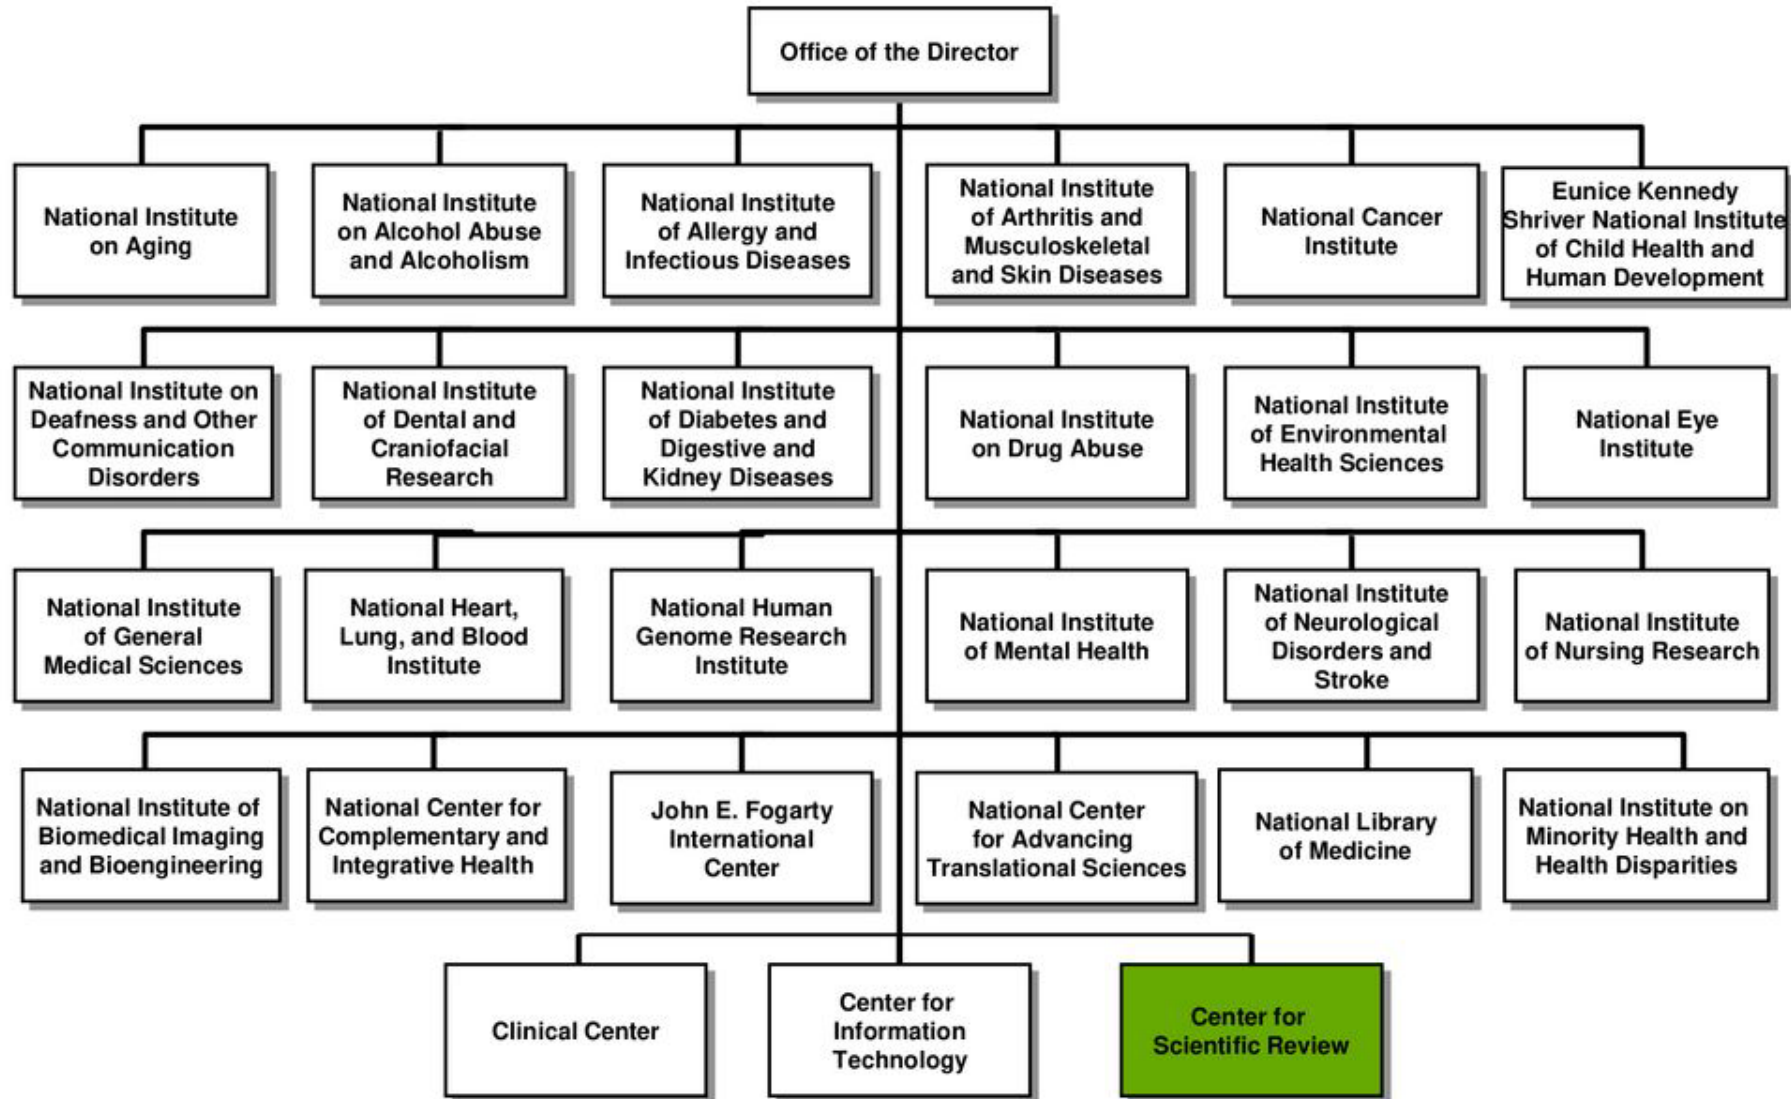 Office of the Director
National Institute
on Aging
National Institute
on Alcohol Abuse
and Alcoholism
National Institute
of Allergy and
Infectious Diseases
National Institute
of Arthritis and
Musculoskeletal
and Skin Diseases
National Cancer
Institute
Eunice Kennedy
Shriver National Institute
of Child Health and
Human Development
National Institute on
Deafness and Other
Communication
Disorders
National Institute
of Dental and
Craniofacial
Research
National Institute
of Diabetes and
Digestive and
Kidney Diseases
National Institute
on Drug Abuse
National Institute
of Environmental
Health Sciences
National Eye
Institute
National Institute
of General
Medical Sciences
National Heart,
Lung, and Blood
Institute
National Human
Genome Research
Institute
National Institute
of Mental Health
National Institute
of Neurological
Disorders and
Stroke
National Institute
of Nursing Research
National Institute of
Biomedical Imaging
and Bioengineering
National Center for
Complementary and
Integrative Health
John E. Fogarty
International
Center
National Center
for Advancing
Translational Sciences
National Library
of Medicine
National Institute on
Minority Health and
Health Disparities
Clinical Center
Center for
Information
Technology
Center for
Scientific Review